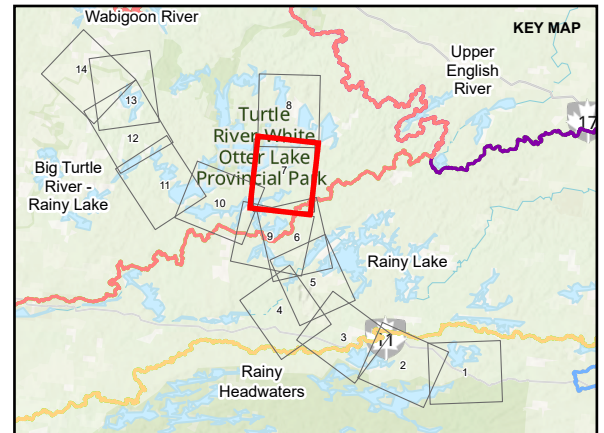 Wabigoon River
KEY MAP
14
13
12
11
10
8
Upper
English
River
17
Turtle
River-White
Otter Lake
Provincial Park
7
Big Turtle
River -
Rainy Lake
9
6
Rainy Lake
5
4
3
11
2
1
Rainy
Headwaters